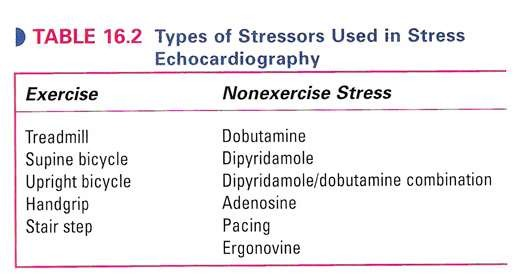 TABLE 16.2 Types of Stressors Used in Stress
Echocardiography
Exercise Nonexercise Stress
Treadmill Dobutamine
Supine bicycle Dipyridamole
Upright bicycle Dipyridamole/dobutamine combination
Handgrip Adenosine
Stair step Pacing
Ergonovine